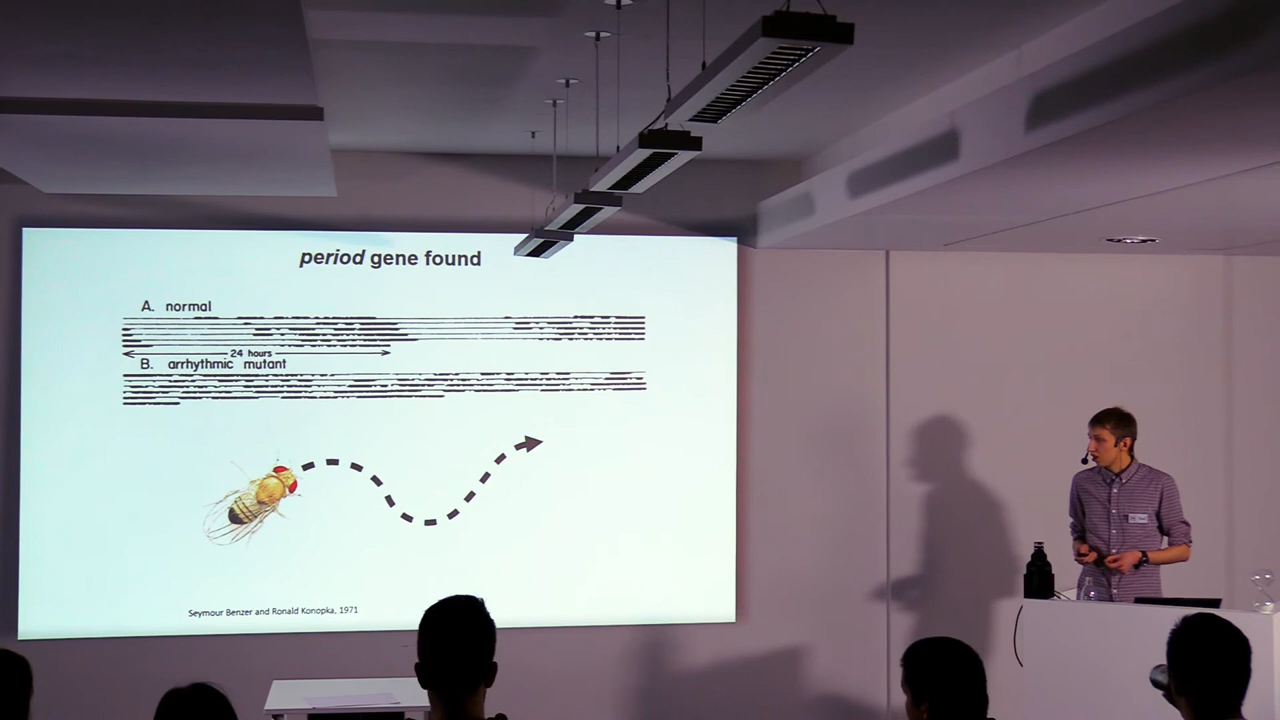 period gene found
A. normal
24 hours
B. arrhythmic mutant
Seymour Benzer and Ronald Konopka, 1971